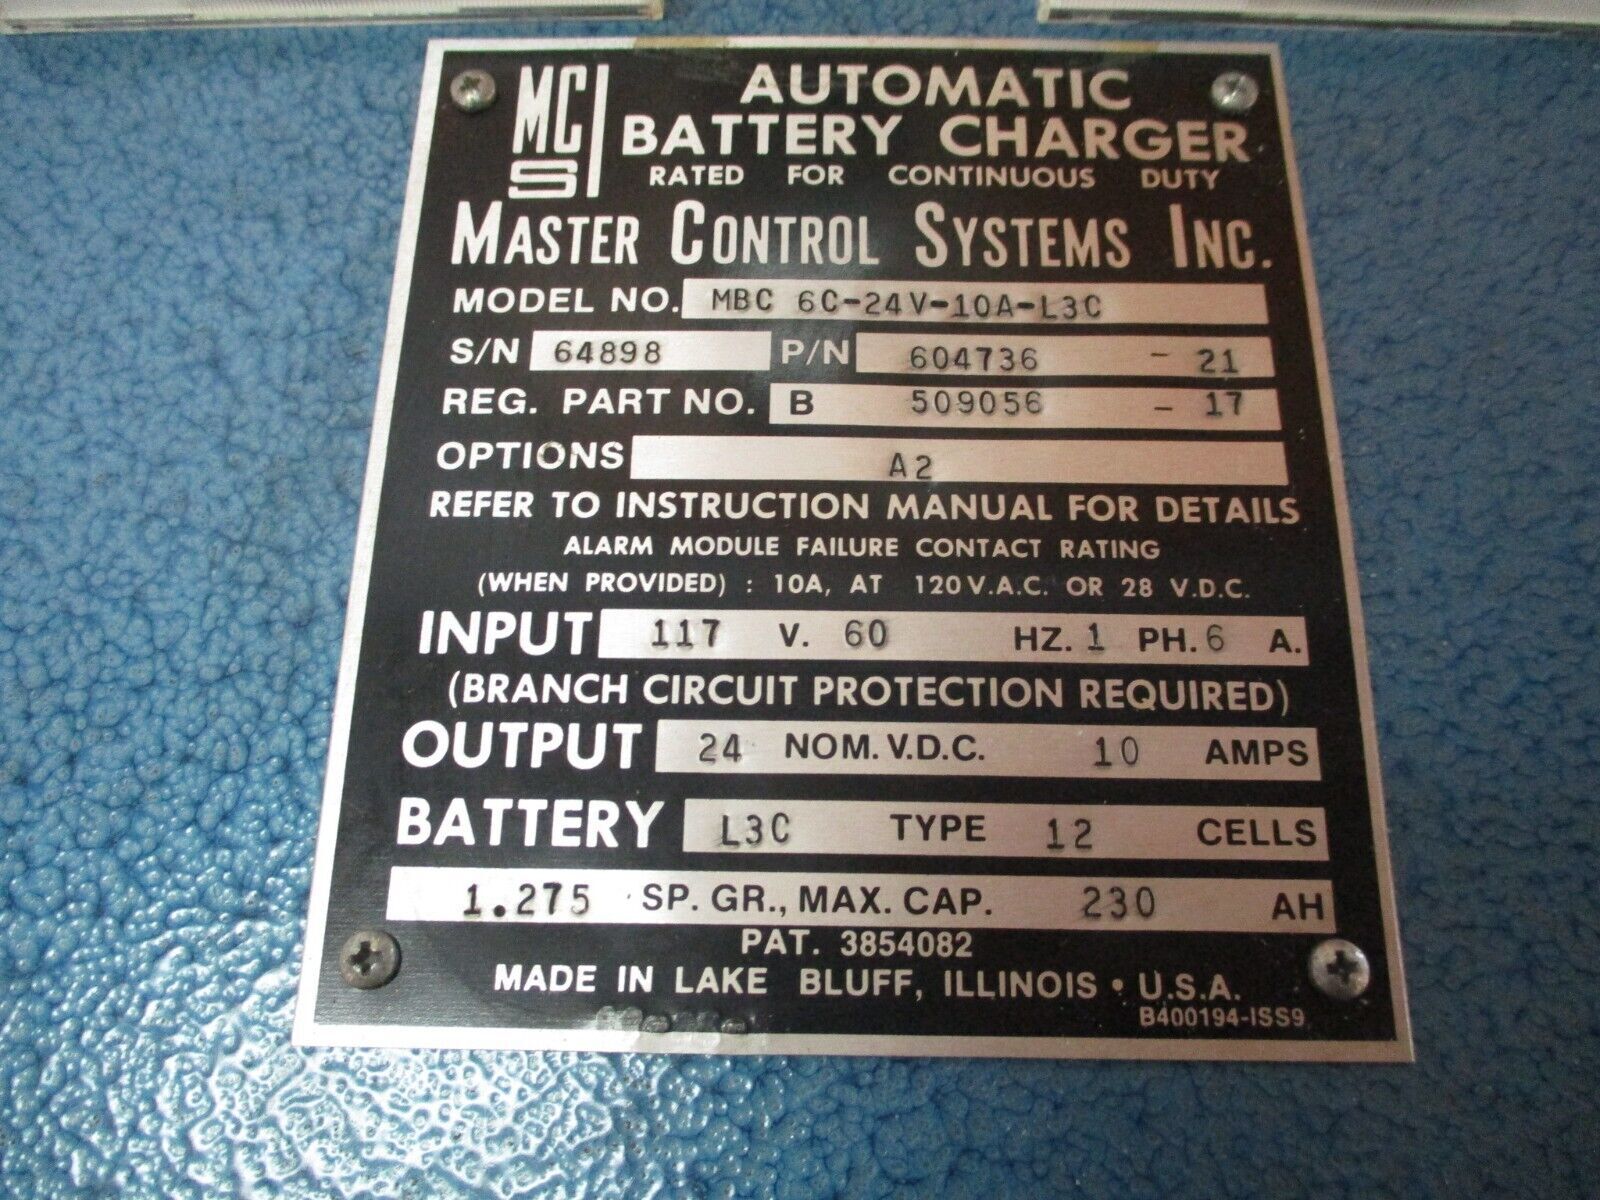 MCS
AUTOMATIC
BATTERY CHARGER
RATED FOR CONTINUOUS DUTY
MASTER CONTROL SYSTEMS INC.
MODEL NO. MBC 6C-24V-10A-L3C
S/N 64898 P/N 604736 - 21
REG. PART NO. B 509056 - 17
OPTIONS A2
REFER TO INSTRUCTION MANUAL FOR DETAILS
ALARM MODULE FAILURE CONTACT RATING
(WHEN PROVIDED) : 10A, AT 120 V.A.C. OR 28 V.D.C.
INPUT 117 V. 60 HZ. 1 PH. 6 A.
(BRANCH CIRCUIT PROTECTION REQUIRED)
OUTPUT 24 NOM. V.D.C. 10 AMPS
BATTERY L3C TYPE 12 CELLS
1.275 SP. GR., MAX. CAP. 230 AH
PAT. 3854082
MADE IN LAKE BLUFF, ILLINOIS • U.S.A.
B400194-ISS9